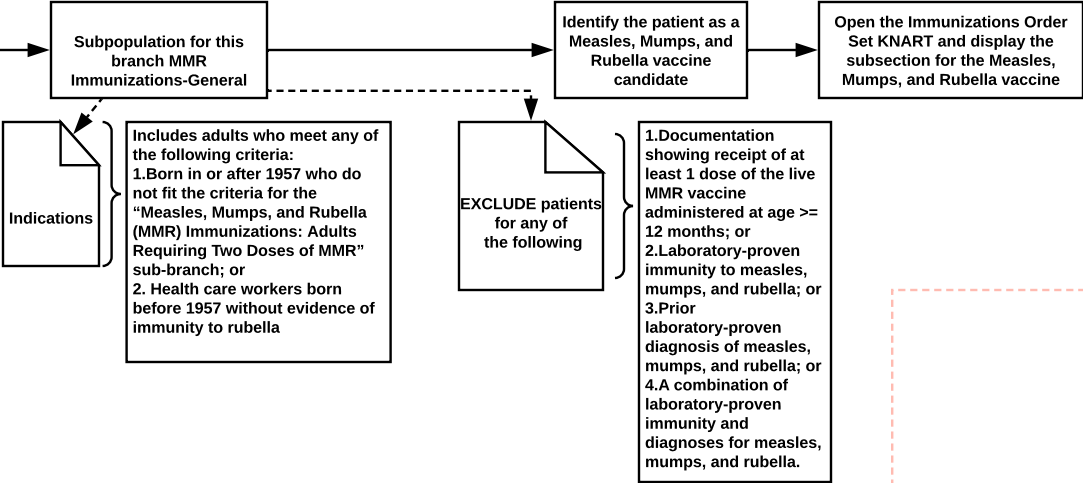 Subpopulation for this
branch MMR
Immunizations-General
Identify the patient as a
Measles, Mumps, and
Rubella vaccine
candidate
Open the Immunizations Order
Set KNART and display the
subsection for the Measles,
Mumps, and Rubella vaccine
Indications
Includes adults who meet any of
the following criteria:
1.Born in or after 1957 who do
not fit the criteria for the
“Measles, Mumps, and Rubella
(MMR) Immunizations: Adults
Requiring Two Doses of MMR”
sub-branch; or
2. Health care workers born
before 1957 without evidence of
immunity to rubella
EXCLUDE patients
for any of
the following
1.Documentation
showing receipt of at
least 1 dose of the live
MMR vaccine
administered at age >=
12 months; or
2.Laboratory-proven
immunity to measles,
mumps, and rubella; or
3.Prior
laboratory-proven
diagnosis of measles,
mumps, and rubella; or
4.A combination of
laboratory-proven
immunity and
diagnoses for measles,
mumps, and rubella.